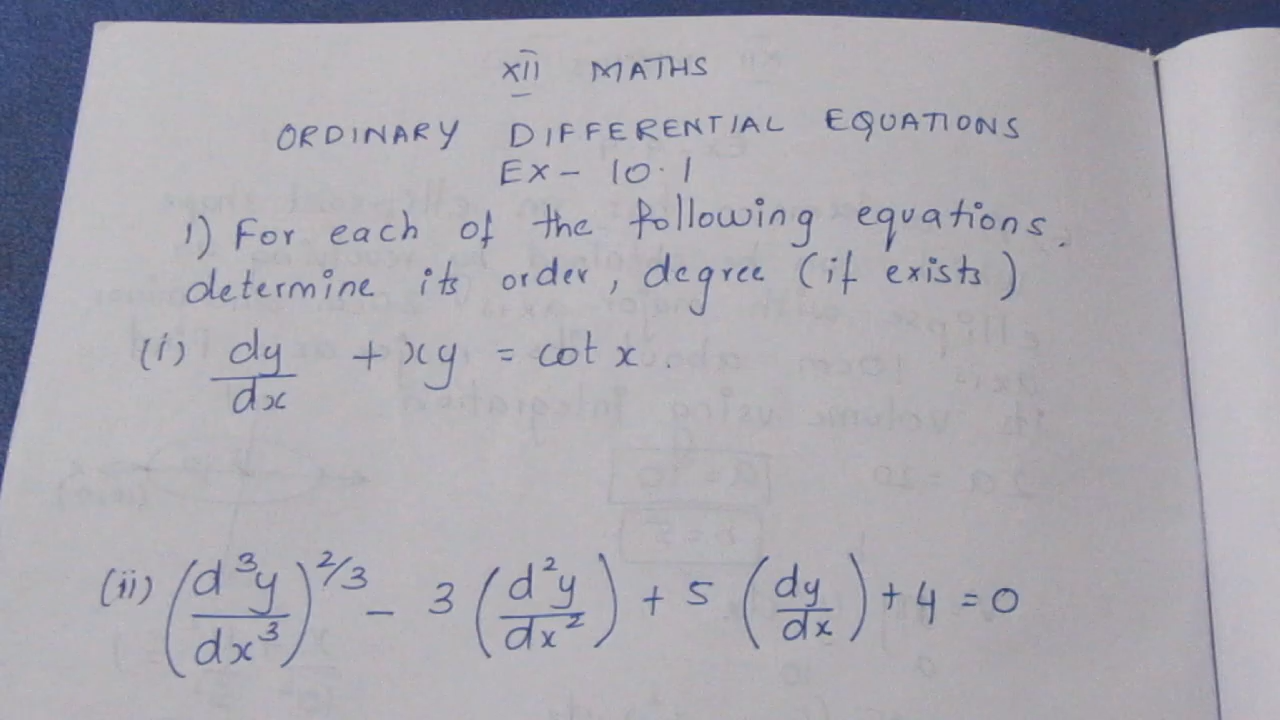 XII MATHS
ORDINARY DIFFERENTIAL EQUATIONS
EX - 10.1
1) For each of the following equations.
determine its order, degree (if exists)
(i) dy/dx + xy = cot x.
(ii) (d³y/dx³)^2/3 - 3 (d²y/dx²) + 5 (dy/dx) + 4 = 0